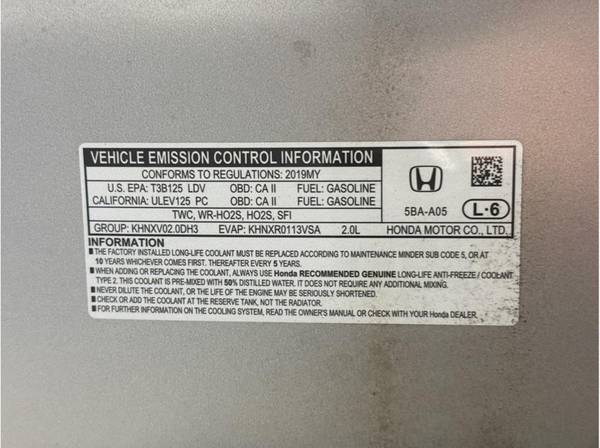 VEHICLE EMISSION CONTROL INFORMATION
CONFORMS TO REGULATIONS: 2019MY
U.S. EPA: T3B125 LDV OBD: CA II FUEL: GASOLINE
CALIFORNIA: ULEV125 PC OBD: CA II FUEL: GASOLINE
TWC, WR-HO2S, HO2S, SFI
GROUP: KHNXV02.0DH3 EVAP: KHNXR0113VSA 2.0L
5BA-A05 L-6
HONDA MOTOR CO., LTD.
INFORMATION
■ THE FACTORY INSTALLED LONG-LIFE COOLANT MUST BE REPLACED ACCORDING TO MAINTENANCE MINDER SUB CODE 5, OR AT
10 YEARS WHICHEVER COMES FIRST. THEREAFTER EVERY 5 YEARS.
■ WHEN ADDING OR REPLACING THE COOLANT, ALWAYS USE Honda RECOMMENDED GENUINE LONG-LIFE ANTI-FREEZE / COOLANT
TYPE 2. THIS COOLANT IS PRE-MIXED WITH 50% DISTILLED WATER. IT DOES NOT REQUIRE ANY ADDITIONAL MIXING.
■ NEVER DILUTE THE COOLANT, OR LIFE OF THE ENGINE MAY BE SERIOUSLY SHORTENED.
■ CHECK OR ADD THE COOLANT AT THE RESERVE TANK, NOT THE RADIATOR.
■ FOR FURTHER INFORMATION ON THE COOLING SYSTEM, READ THE OWNER'S MANUAL OR CHECK WITH YOUR Honda DEALER.